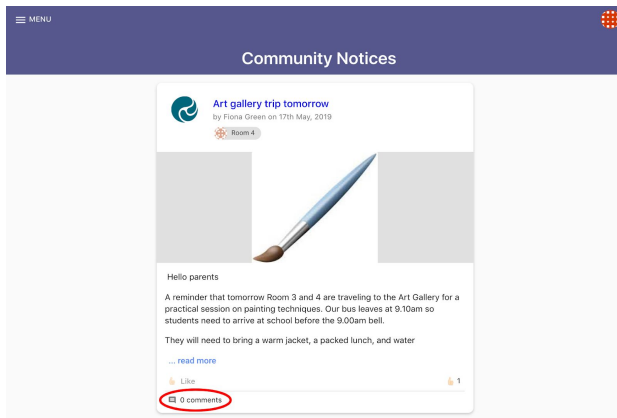 MENU
Community Notices
Art gallery trip tomorrow
by Fiona Green on 17th May, 2019
Room 4
Hello parents
A reminder that tomorrow Room 3 and 4 are traveling to the Art Gallery for a
practical session on painting techniques. Our bus leaves at 9.10am so
students need to arrive at school before the 9.00am bell.
They will need to bring a warm jacket, a packed lunch, and water
... read more
Like 1
0 comments